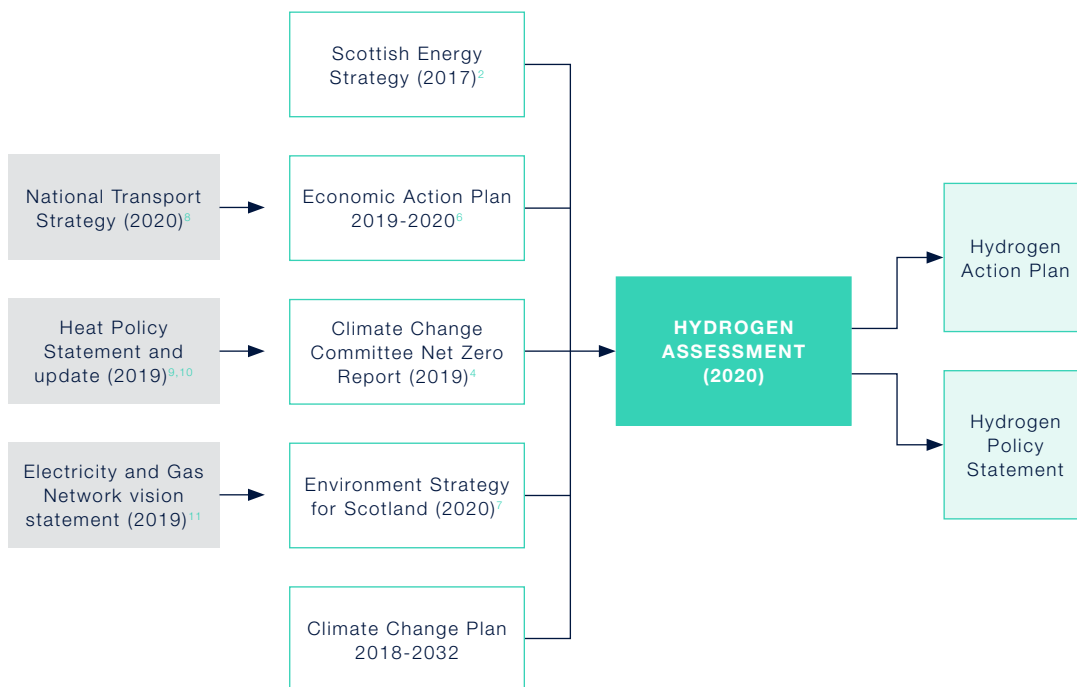 Scottish Energy
Strategy (2017)2
National Transport
Strategy (2020)8
Economic Action Plan
2019-20206
Heat Policy
Statement and
update (2019)9,10
Climate Change
Committee Net Zero
Report (2019)4
Electricity and Gas
Network vision
statement (2019)11
Environment Strategy
for Scotland (2020)7
Climate Change Plan
2018-2032
HYDROGEN
ASSESSMENT
(2020)
Hydrogen
Action Plan
Hydrogen
Policy
Statement